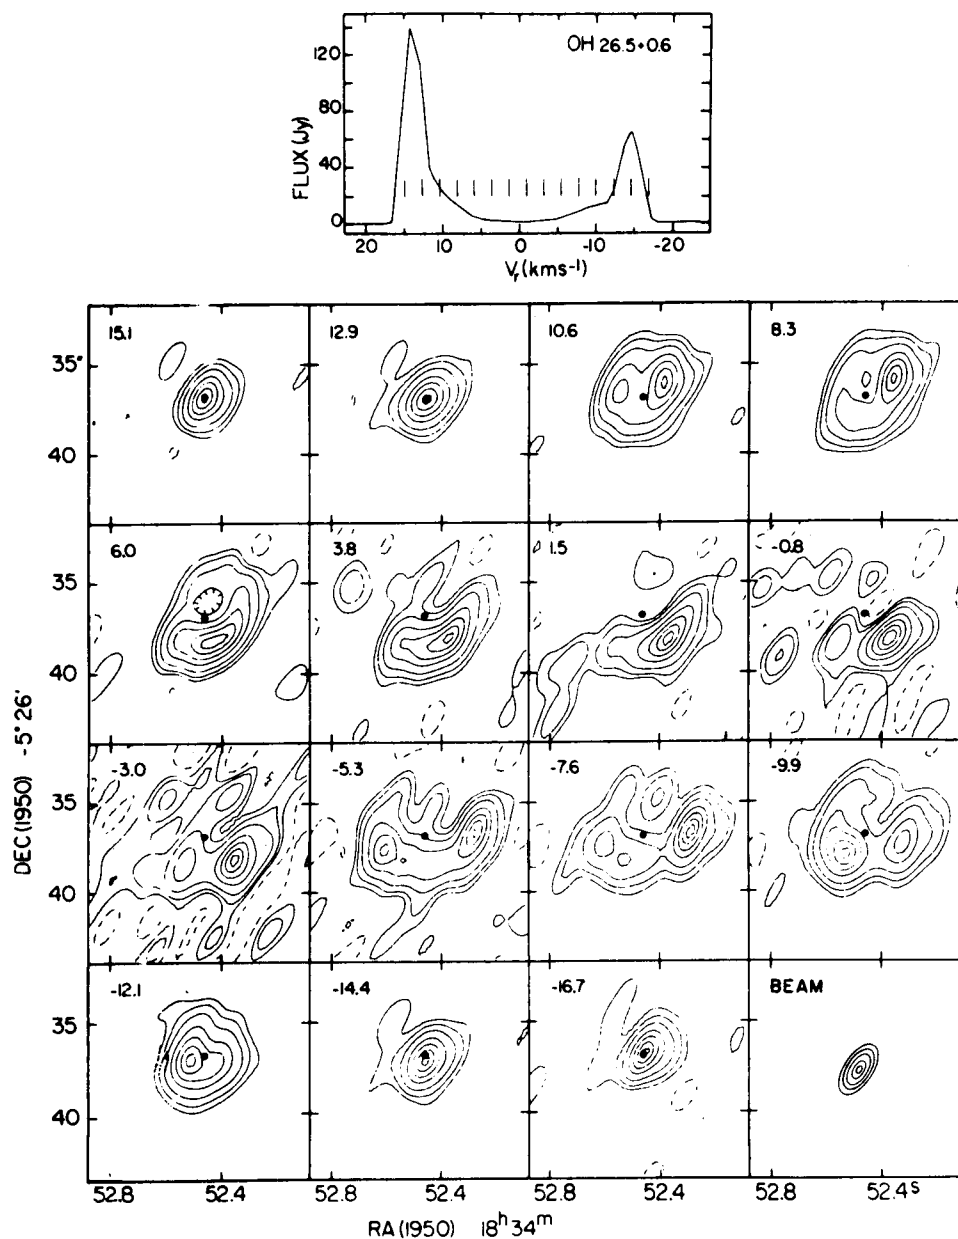 OH 26.5+0.6
120
80
40
0
FLUX (Jy)
20 10 0 -10 -20
Vr (kms-1)
15.1 12.9 10.6 8.3
35"
40
6.0 3.8 1.5 -0.8
35
40
-3.0 -5.3 -7.6 -9.9
35
40
-12.1 -14.4 -16.7 BEAM
35
40
DEC (1950) -5° 26'
52.8 52.4 52.8 52.4 52.8 52.4 52.8 52.4s
RA (1950) 18h 34m